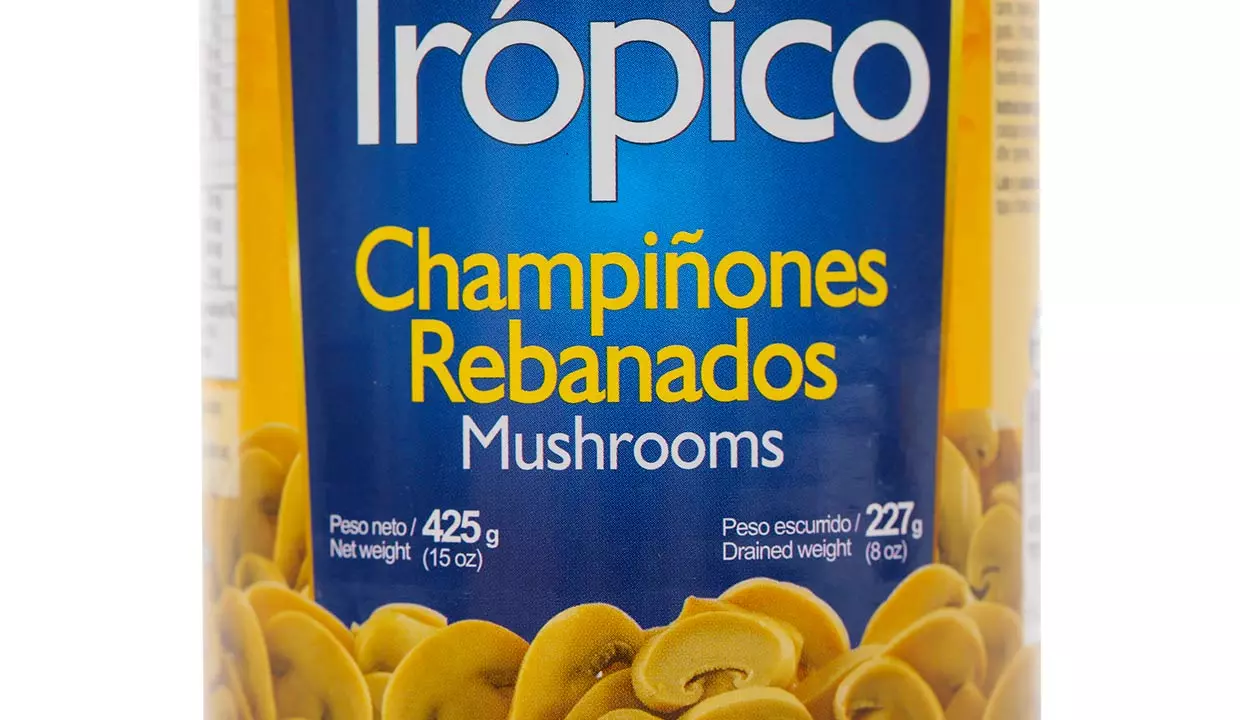 Trópico
Champiñones
Rebanados
Mushrooms
Peso neto / 425 g
Net weight (15 oz)
Peso escurrido / 227 g
Drained weight (8 oz)